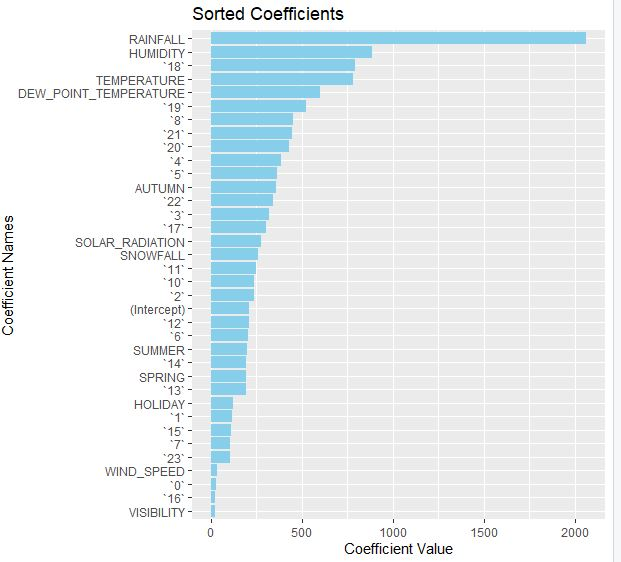 Sorted Coefficients
RAINFALL
HUMIDITY
`18`
TEMPERATURE
DEW_POINT_TEMPERATURE
`19`
`8`
`21`
`20`
`4`
`5`
AUTUMN
`22`
`3`
`17`
SOLAR_RADIATION
SNOWFALL
`11`
`10`
`2`
(Intercept)
`12`
`6`
SUMMER
`14`
SPRING
`13`
HOLIDAY
`1`
`15`
`7`
`23`
WIND_SPEED
`0`
`16`
VISIBILITY
Coefficient Names
0 500 1000 1500 2000
Coefficient Value